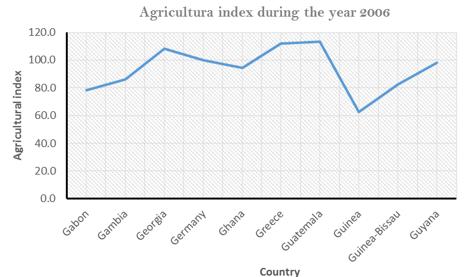 Agricultura index during the year 2006
120.0
100.0
80.0
60.0
40.0
20.0
0.0
Agricultural index
Gabon
Gambia
Georgia
Germany
Ghana
Greece
Guatemala
Guinea
Guinea-Bissau
Guyana
Country